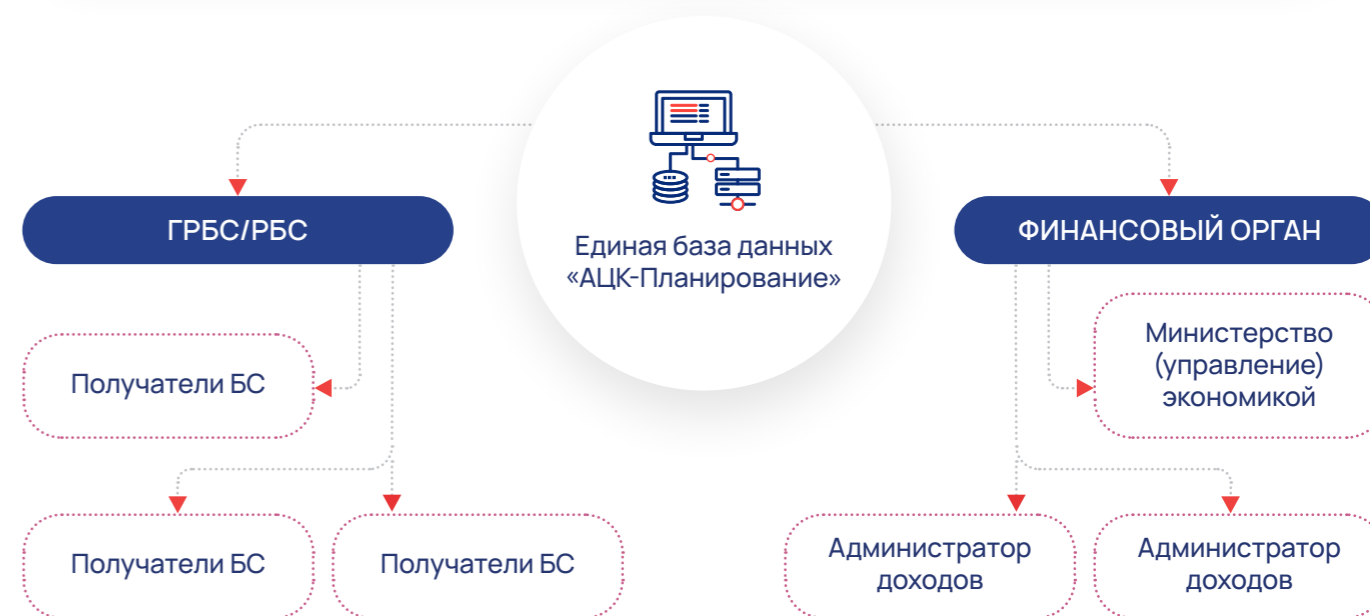 Единая база данных
«АЦК-Планирование»
ГРБС/РБС
ФИНАНСОВЫЙ ОРГАН
Получатели БС
Министерство
(управление)
экономикой
Получатели БС
Получатели БС
Администратор
доходов
Администратор
доходов